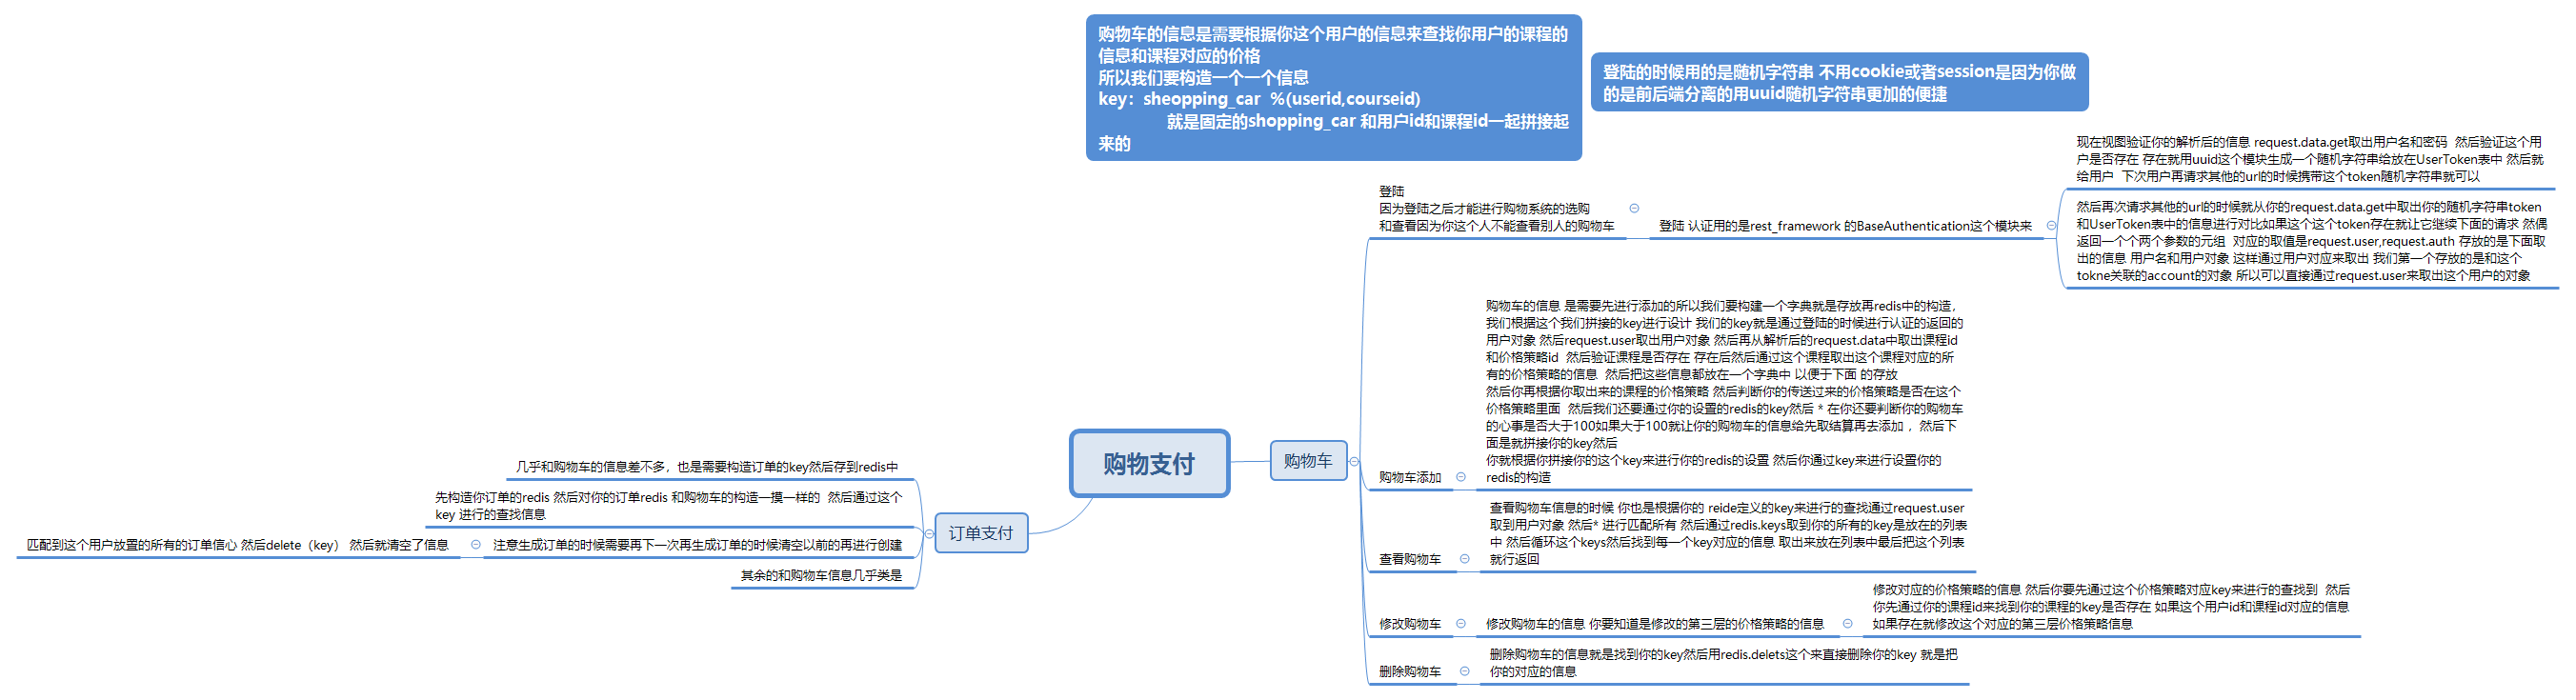 购物车的信息是需要根据你这个用户的信息来查找你用户的课程的
信息和课程对应的价格
所以我们要构造一个一个信息
key：sheopping_car  %(userid,courseid)
就是固定的shopping_car 和用户id和课程id一起拼接起
来的
登陆的时候用的是随机字符串 不用cookie或者session是因为你做
的是前后端分离的用uuid随机字符串更加的便捷
购物支付
购物车
登陆
因为登陆之后才能进行购物系统的选购
和查看因为你这个人不能查看别人的购物车
登陆 认证用的是rest_framework 的BaseAuthentication这个模块来
现在视图验证你的解析后的信息 request.data.get取出用户名和密码  然后验证这个用
户是否存在 存在就用uuid这个模块生成一个随机字符串给放在UserToken表中 然后就
给用户  下次用户再请求其他的url的时候携带这个token随机字符串就可以
然后再次请求其他的url的时候就从你的request.data.get中取出你的随机字符串token
和UserToken表中的信息进行对比如果这个这个token存在就让它继续下面的请求 然偶
返回一个个两个参数的元组  对应的取值是request.user,request.auth 存放的是下面取
出的信息 用户名和用户对象 这样通过用户对应来取出 我们第一个存放的是和这个
tokne关联的account的对象 所以可以直接通过request.user来取出这个用户的对象
购物车添加
购物车的信息 是需要先进行添加的所以我们要构建一个字典就是存放再redis中的构造，
我们根据这个我们拼接的key进行设计 我们的key就是通过登陆的时候进行认证的返回的
用户对象 然后request.user取出用户对象 然后再从解析后的request.data中取出课程id
和价格策略id  然后验证课程是否存在 存在后然后通过这个课程取出这个课程对应的所
有的价格策略的信息  然后把这些信息都放在一个字典中 以便于下面 的存放
然后你再根据你取出来的课程的价格策略 然后判断你的传送过来的价格策略是否在这个
价格策略里面  然后我们还要通过你的设置的redis的key然后 * 在你还要判断你的购物车
的心事是否大于100如果大于100就让你的购物车的信息给先取结算再去添加 ，然后下
面是就拼接你的key然后
你就根据你拼接你的这个key来进行你的redis的设置 然后你通过key来进行设置你的
redis的构造
查看购物车
查看购物车信息的时候 你也是根据你的 reide定义的key来进行的查找通过request.user
取到用户对象 然后* 进行匹配所有 然后通过redis.keys取到你的所有的key是放在的列表
中 然后循环这个keys然后找到每一个key对应的信息 取出来放在列表中最后把这个列表
就行返回
修改购物车
修改购物车的信息 你要知道是修改的第三层的价格策略的信息
修改对应的价格策略的信息 然后你要先通过这个价格策略对应key来进行的查找到  然后
你先通过你的课程id来找到你的课程的key是否存在 如果这个用户id和课程id对应的信息
如果存在就修改这个对应的第三层价格策略信息
删除购物车
删除购物车的信息就是找到你的key然后用redis.delets这个来直接删除你的key 就是把
你的对应的信息
订单支付
几乎和购物车的信息差不多，也是需要构造订单的key然后存到redis中
先构造你订单的redis 然后对你的订单redis 和购物车的构造一摸一样的  然后通过这个
key 进行的查找信息
注意生成订单的时候需要再下一次再生成订单的时候清空以前的再进行创建
匹配到这个用户放置的所有的订单信心 然后delete（key） 然后就清空了信息
其余的和购物车信息几乎类是